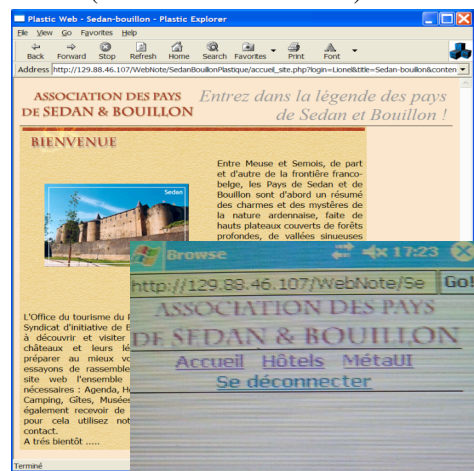 Plastic Web - Sedan-bouillon - Plastic Explorer
File View Go Favorites Help
Back Forward Stop Refresh Home Search Favorites Print Font
Address http://129.88.46.107/WebNote/SedanBouillonPlastique/accueil_site.php?login=Lionel&title=Sedan-bouillon&conten
ASSOCIATION DES PAYS
DE SEDAN & BOUILLON
Entrez dans la légende des pays
de Sedan et Bouillon !
BIENVENUE
Sedan
Entre Meuse et Semois, de part
et d'autre de la frontière franco-
belge, les Pays de Sedan et de
Bouillon sont d'abord un résumé
des charmes et des mystères de
la nature ardennaise, faite de
hauts plateaux couverts de forêts
profondes, de vallées sinueuses
L'Office du tourisme du
Syndicat d'initiative de
à découvrir et visiter
châteaux et leurs
préparer au mieux
essayons de
site web l'ensemble
nécessaires : Agenda,
Camping, Gîtes, Musées
également recevoir de
pour cela utilisez
contact.
A trés bientôt .....
Terminé
Browse 17:23
http://129.88.46.107/WebNote/Se Go!
ASSOCIATION DES PAYS
DE SEDAN & BOUILLON
Accueil Hôtels MétaUI
Se déconnecter